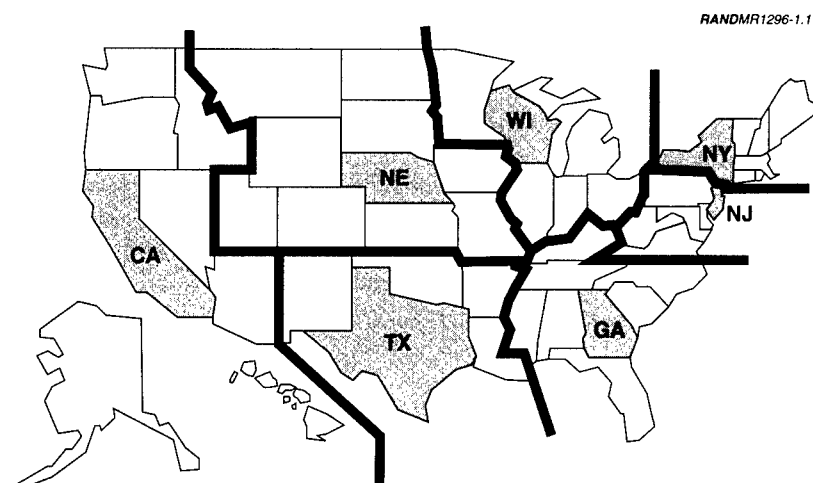 RANDMR1296-1.1
WI
NY
NE
NJ
CA
GA
TX